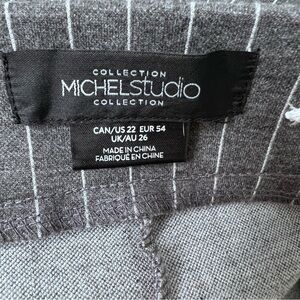 COLLECTION
MICHELSTUDIO
COLLECTION
CAN/US 22 EUR 54
UK/AU 26
MADE IN CHINA
FABRIQUÉ EN CHINE